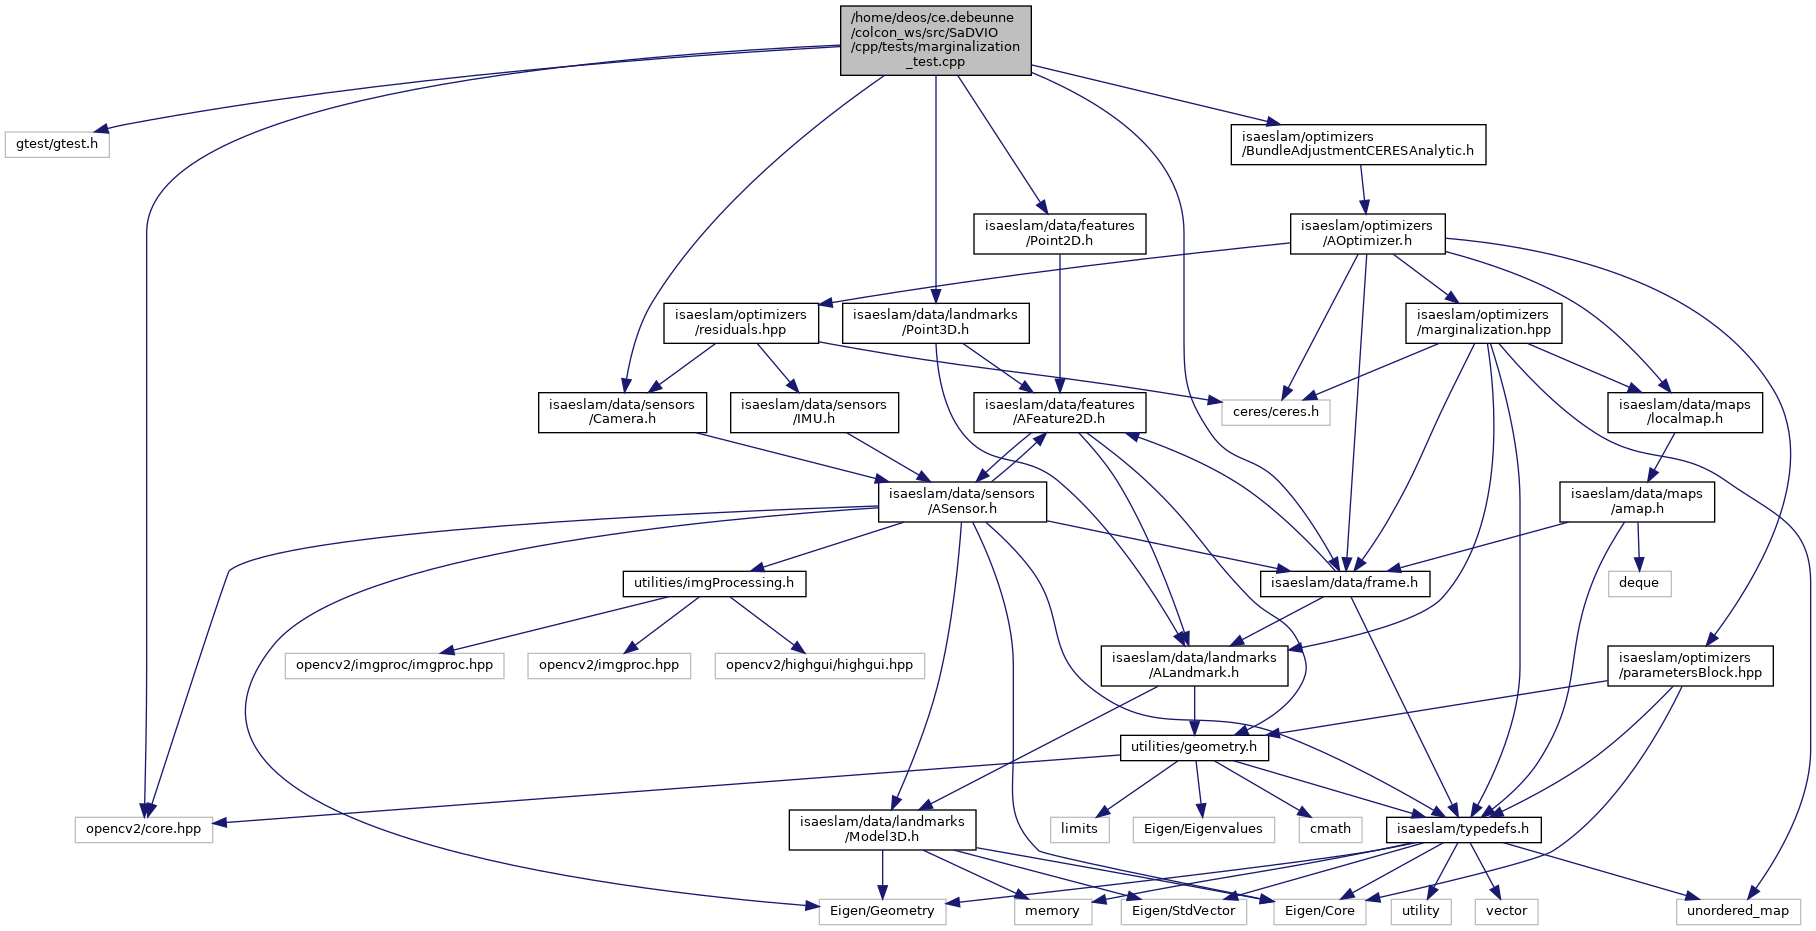 /home/deos/ce.debeunne
/colcon_ws/src/SaDVIO
/cpp/tests/marginalization
_test.cpp
gtest/gtest.h
isaeslam/optimizers
/BundleAdjustmentCERESAnalytic.h
isaeslam/data/features
/Point2D.h
isaeslam/optimizers
/AOptimizer.h
isaeslam/optimizers
/residuals.hpp
isaeslam/data/landmarks
/Point3D.h
isaeslam/optimizers
/marginalization.hpp
isaeslam/data/sensors
/Camera.h
isaeslam/data/sensors
/IMU.h
isaeslam/data/features
/AFeature2D.h
ceres/ceres.h
isaeslam/data/maps
/localmap.h
isaeslam/data/sensors
/ASensor.h
isaeslam/data/maps
/amap.h
utilities/imgProcessing.h
isaeslam/data/frame.h
deque
opencv2/imgproc/imgproc.hpp
opencv2/imgproc.hpp
opencv2/highgui/highgui.hpp
isaeslam/data/landmarks
/ALandmark.h
isaeslam/optimizers
/parametersBlock.hpp
utilities/geometry.h
opencv2/core.hpp
isaeslam/data/landmarks
/Model3D.h
limits
Eigen/Eigenvalues
cmath
isaeslam/typedefs.h
Eigen/Geometry
memory
Eigen/StdVector
Eigen/Core
utility
vector
unordered_map